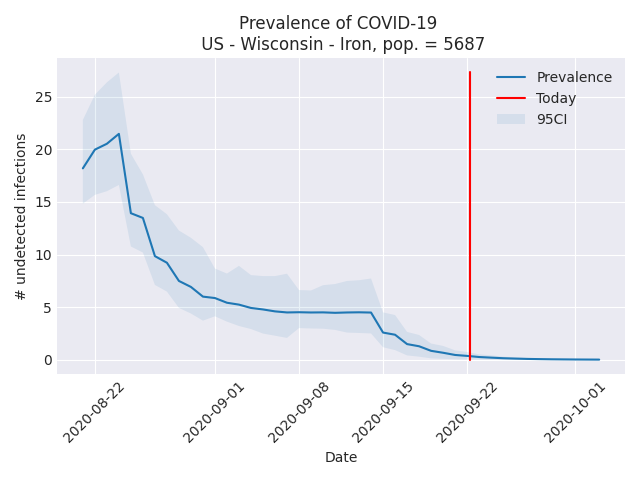 Prevalence of COVID-19
US - Wisconsin - Iron, pop. = 5687
Prevalence
Today
95CI
25
20
15
10
5
0
# undetected infections
2020-08-22
2020-09-01
2020-09-08
2020-09-15
2020-09-22
2020-10-01
Date